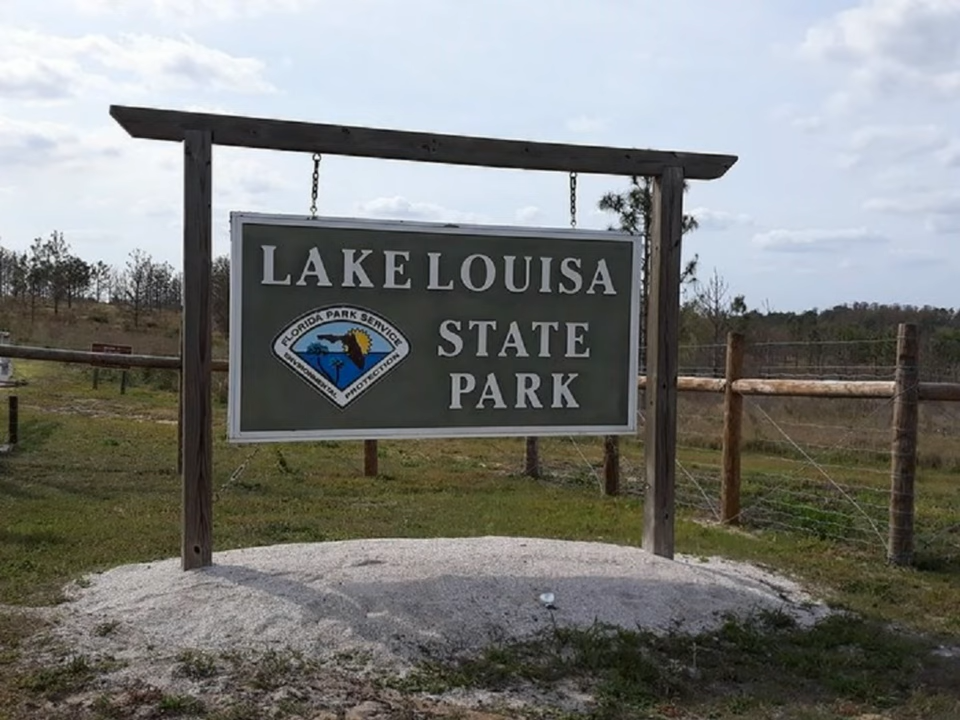 LAKE LOUISA
STATE
PARK
FLORIDA PARK SERVICE
ENVIRONMENTAL PROTECTION